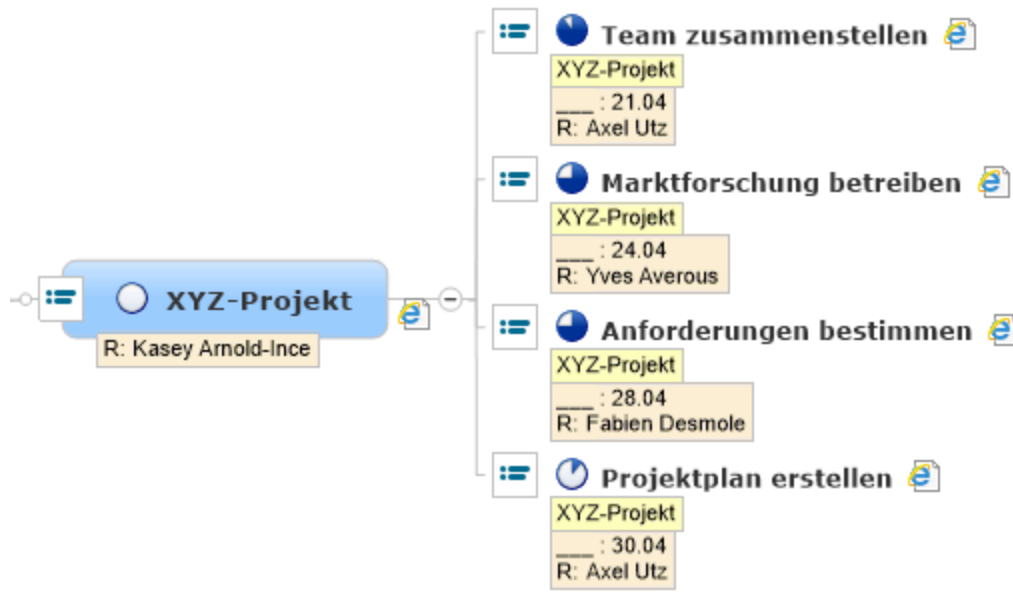 XYZ-Projekt
R: Kasey Arnold-Ince
Team zusammenstellen
XYZ-Projekt
___ : 21.04
R: Axel Utz
Marktforschung betreiben
XYZ-Projekt
___ : 24.04
R: Yves Averous
Anforderungen bestimmen
XYZ-Projekt
___ : 28.04
R: Fabien Desmole
Projektplan erstellen
XYZ-Projekt
___ : 30.04
R: Axel Utz